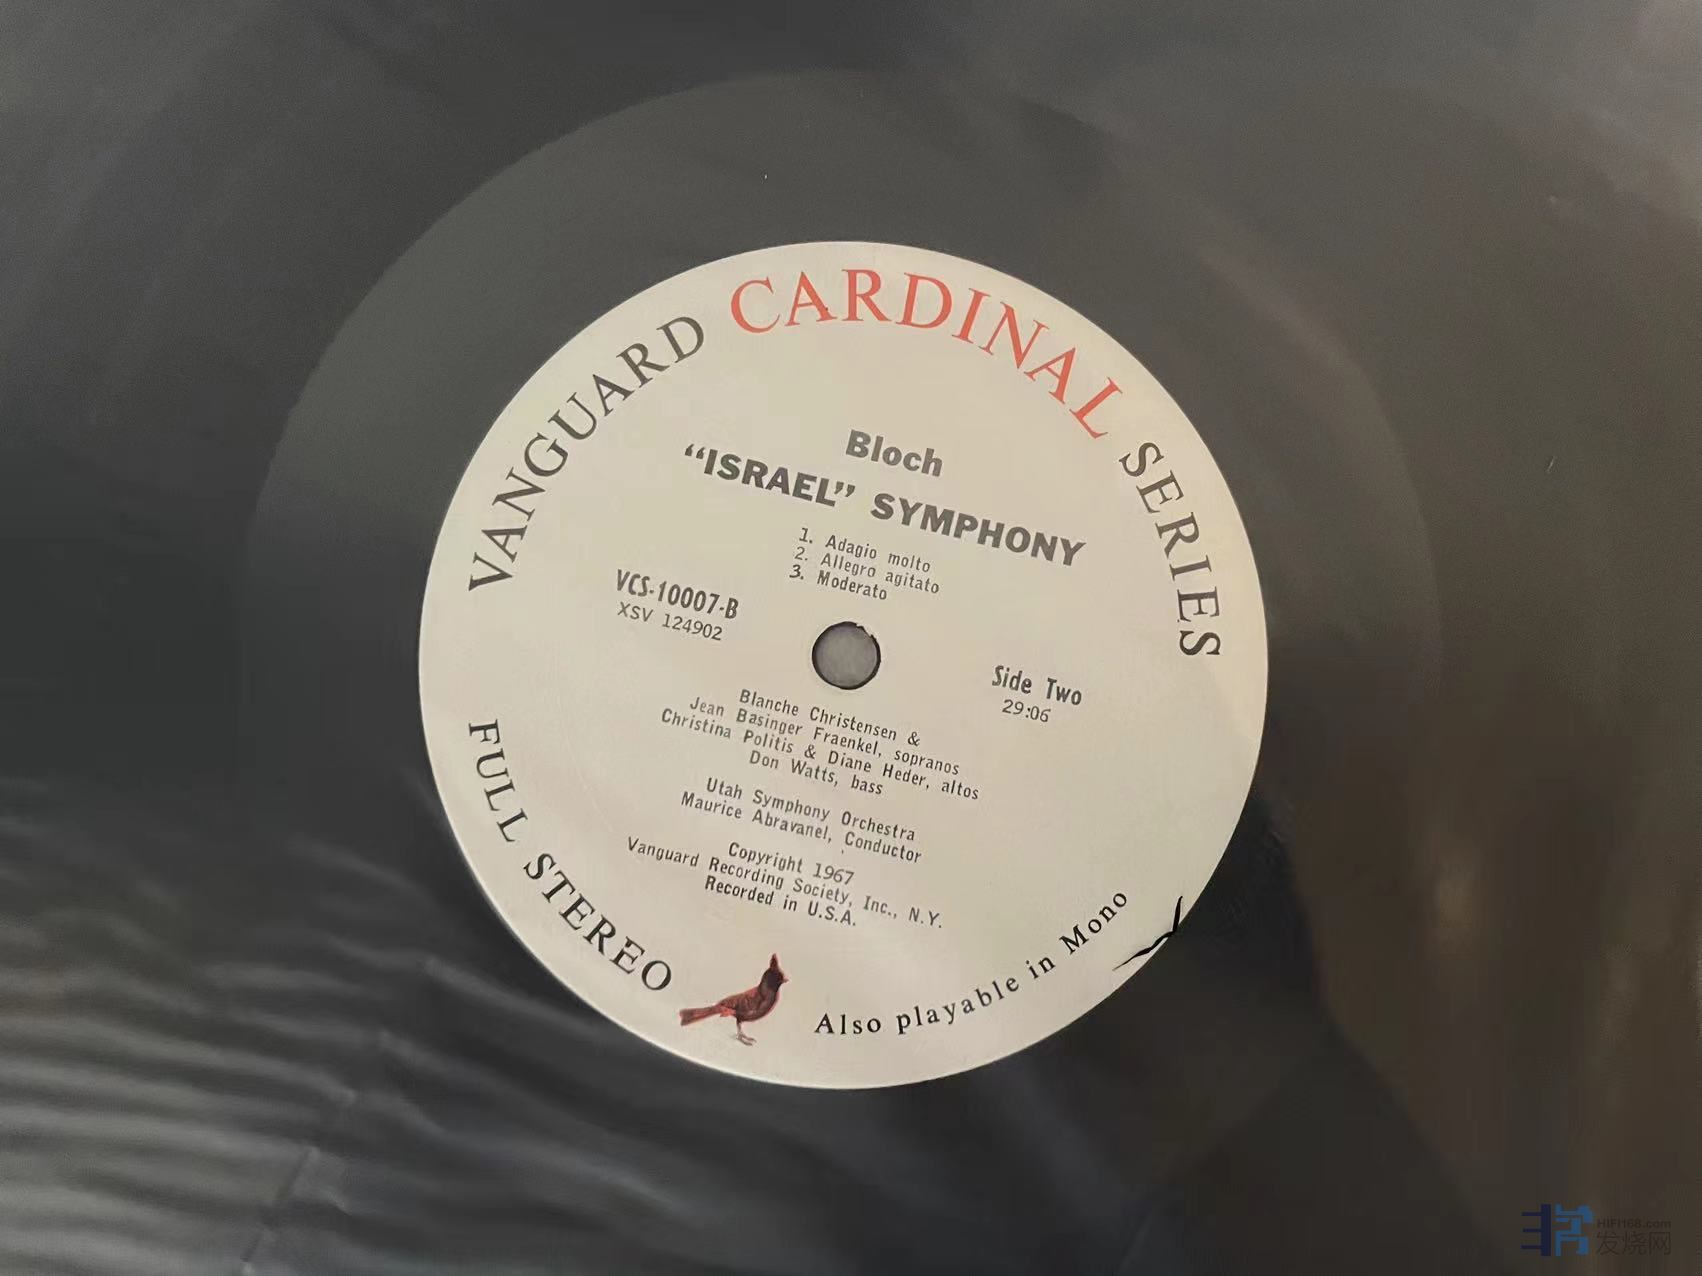 VANGUARD CARDINAL SERIES
Bloch
“ISRAEL” SYMPHONY
1. Adagio molto
2. Allegro agitato
3. Moderato
VCS-10007-B
XSV 124902
Side Two
29:06
Blanche Christensen &
Jean Basinger Fraenkel, sopranos
Christina Politis & Diane Heder, altos
Don Watts, bass
Utah Symphony Orchestra
Maurice Abravanel, Conductor
Copyright 1967
Vanguard Recording Society, Inc., N.Y.
Recorded in U.S.A.
FULL STEREO
Also playable in Mono
HIFI168.com
发烧网